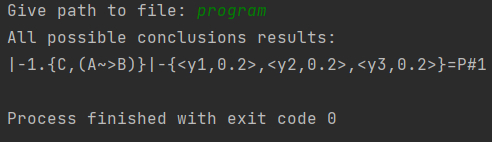 Give path to file: program
All possible conclusions results:
|-1.{C,(A~>B)}|-{<y1,0.2>,<y2,0.2>,<y3,0.2>}=P#1
Process finished with exit code 0